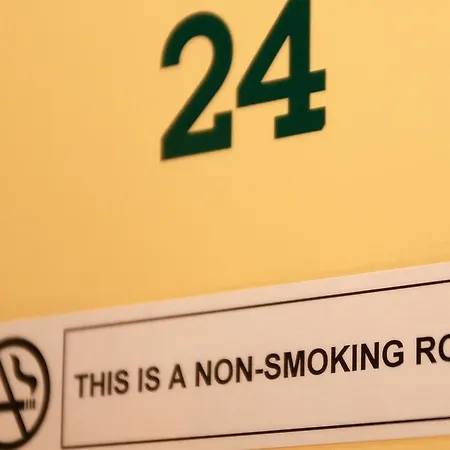 24
THIS IS A NON-SMOKING RO